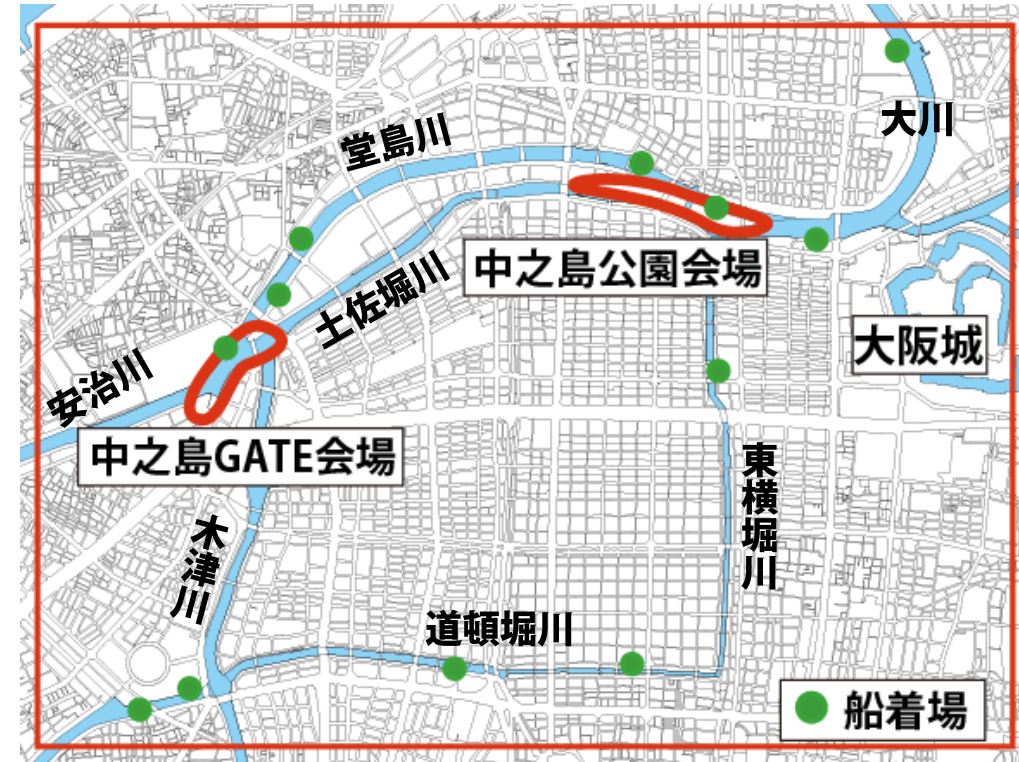 大川
堂島川
中之島公園会場
土佐堀川
大阪城
安治川
中之島GATE会場
東横堀川
木津川
道頓堀川
船着場